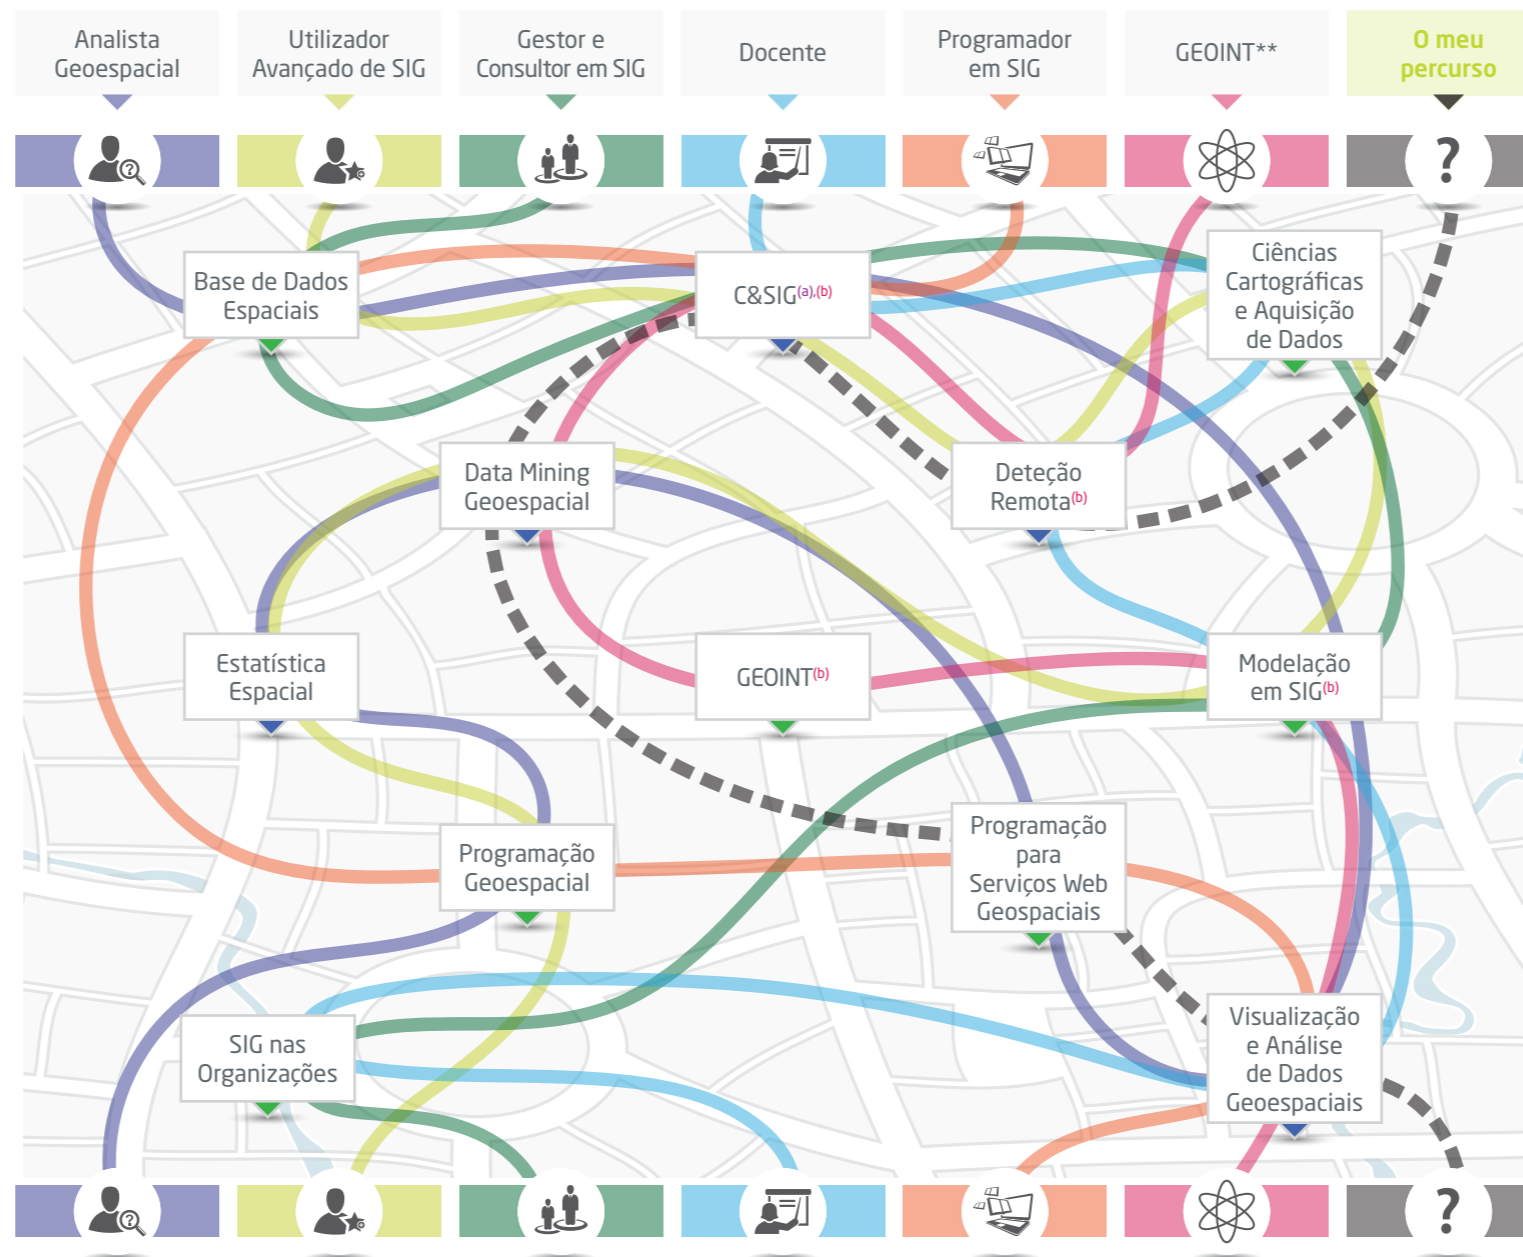 Analista
Geoespacial
Utilizador
Avançado de SIG
Gestor e
Consultor em SIG
Docente
Programador
em SIG
GEOINT**
O meu
percurso
?
?
Base de Dados
Espaciais
C&SIG(a),(b)
Ciências
Cartográficas
e Aquisição
de Dados
Data Mining
Geoespacial
Deteção
Remota(b)
Estatística
Espacial
GEOINT(b)
Modelação
em SIG(b)
Programação
Geoespacial
Programação
para
Serviços Web
Geospaciais
SIG nas
Organizações
Visualização
e Análise
de Dados
Geoespaciais
?
?